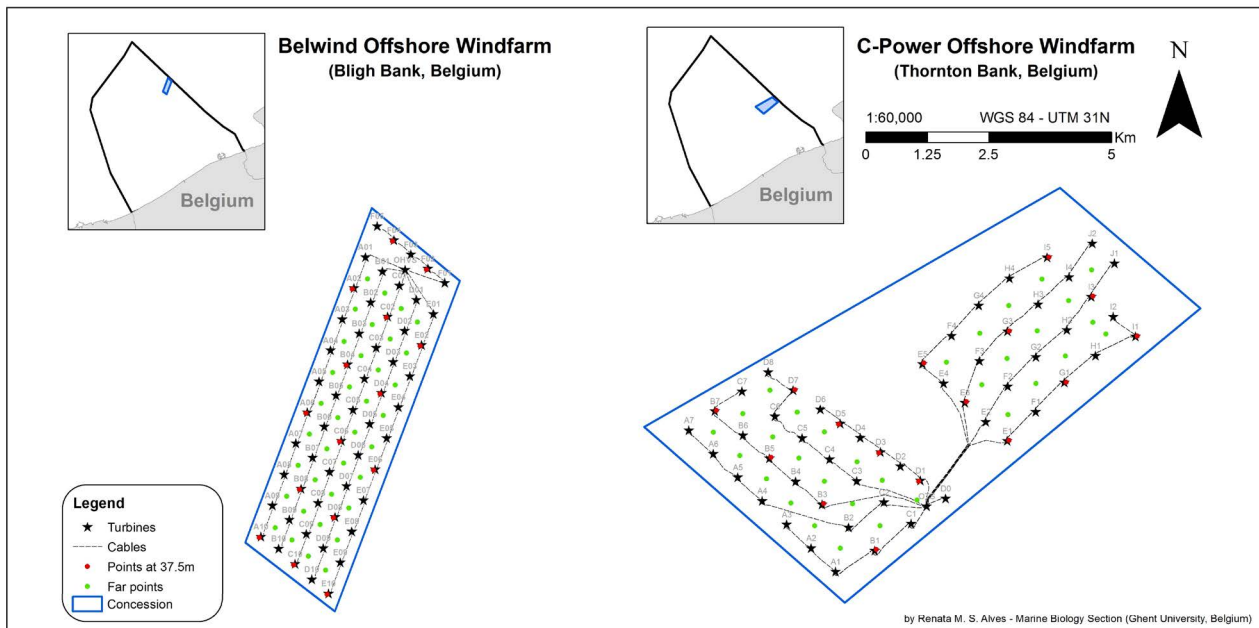 Belwind Offshore Windfarm
(Bligh Bank, Belgium)
Belgium
C-Power Offshore Windfarm
(Thornton Bank, Belgium)
N
1:60,000 WGS 84 - UTM 31N
Km
0 1.25 2.5 5
Belgium
A01
B01
OHVS
E01
A02
B02
C02
D02
E02
A03
B03
C03
D03
E03
A04
B04
C04
D04
E04
C05
D05
E05
A06
B06
C06
D06
E06
A07
B07
C07
D07
E07
A08
B08
C08
D08
E08
A09
B09
C09
D09
E09
A10
B10
C10
D10
E10
J2
J1
I5
I4
I3
I2
I1
H4
H3
H2
H1
G4
G3
G2
G1
F4
F3
F2
F1
E5
E4
E2
E1
D8
D7
D6
D5
D4
D3
D2
D1
D0
C7
C6
C5
C4
C3
C1
B7
B6
B5
B4
B3
B2
B1
A7
A6
A5
A4
A3
A2
A1
Legend
Turbines
Cables
Points at 37.5m
Far points
Concession
by Renata M. S. Alves - Marine Biology Section (Ghent University, Belgium)